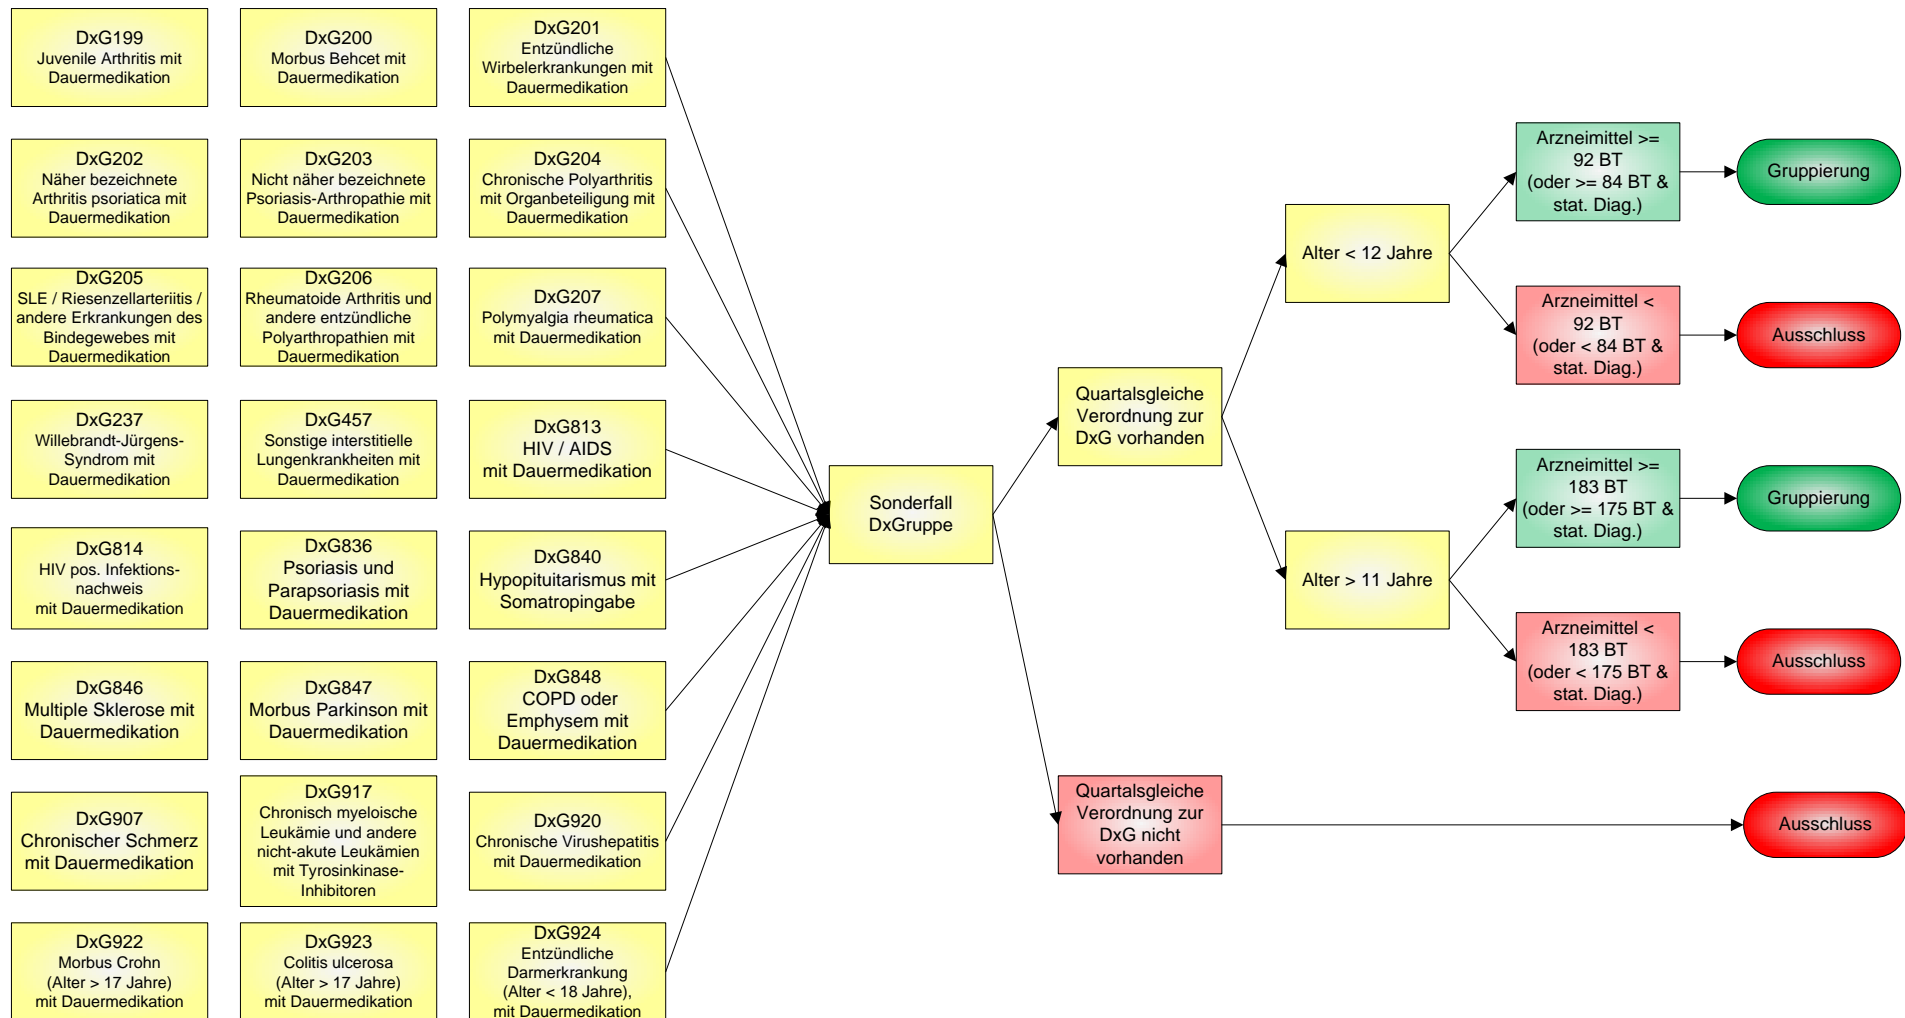 DxG199
Juvenile Arthritis mit
Dauermedikation
DxG200
Morbus Behcet mit
Dauermedikation
DxG201
Entzündliche
Wirbelerkrankungen mit
Dauermedikation
DxG202
Näher bezeichnete
Arthritis psoriatica mit
Dauermedikation
DxG203
Nicht näher bezeichnete
Psoriasis-Arthropathie mit
Dauermedikation
DxG204
Chronische Polyarthritis
mit Organbeteiligung mit
Dauermedikation
DxG205
SLE / Riesenzellarteriitis /
andere Erkrankungen des
Bindegewebes mit
Dauermedikation
DxG206
Rheumatoide Arthritis und
andere entzündliche
Polyarthropathien mit
Dauermedikation
DxG207
Polymyalgia rheumatica
mit Dauermedikation
DxG237
Willebrandt-Jürgens-
Syndrom mit
Dauermedikation
DxG457
Sonstige interstitielle
Lungenkrankheiten mit
Dauermedikation
DxG813
HIV / AIDS
mit Dauermedikation
DxG814
HIV pos. Infektions-
nachweis
mit Dauermedikation
DxG836
Psoriasis und
Parapsoriasis mit
Dauermedikation
DxG840
Hypopituitarismus mit
Somatropingabe
DxG846
Multiple Sklerose mit
Dauermedikation
DxG847
Morbus Parkinson mit
Dauermedikation
DxG848
COPD oder
Emphysem mit
Dauermedikation
DxG907
Chronischer Schmerz
mit Dauermedikation
DxG917
Chronisch myeloische
Leukämie und andere
nicht-akute Leukämien
mit Tyrosinkinase-
Inhibitoren
DxG920
Chronische Virushepatitis
mit Dauermedikation
DxG922
Morbus Crohn
(Alter > 17 Jahre)
mit Dauermedikation
DxG923
Colitis ulcerosa
(Alter > 17 Jahre)
mit Dauermedikation
DxG924
Entzündliche
Darmerkrankung
(Alter < 18 Jahre),
mit Dauermedikation
Sonderfall
DxGruppe
Quartalsgleiche
Verordnung zur
DxG vorhanden
Quartalsgleiche
Verordnung zur
DxG nicht
vorhanden
Alter < 12 Jahre
Alter > 11 Jahre
Arzneimittel >=
92 BT
(oder >= 84 BT &
stat. Diag.)
Gruppierung
Arzneimittel <
92 BT
(oder < 84 BT &
stat. Diag.)
Ausschluss
Arzneimittel >=
183 BT
(oder >= 175 BT &
stat. Diag.)
Gruppierung
Arzneimittel <
183 BT
(oder < 175 BT &
stat. Diag.)
Ausschluss
Ausschluss